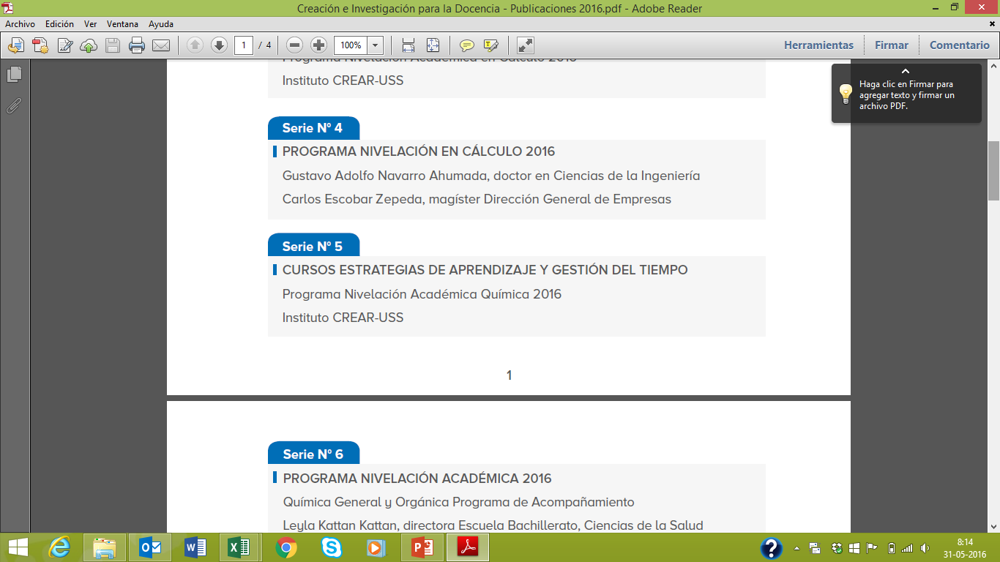 Creación e Investigación para la Docencia - Publicaciones 2016.pdf - Adobe Reader
Archivo Edición Ver Ventana Ayuda
1 / 4 100% Herramientas Firmar Comentario
Programa Nivelación Académica en Cálculo 2016
Instituto CREAR-USS
Haga clic en Firmar para
agregar texto y firmar un
archivo PDF.
Serie Nº 4
PROGRAMA NIVELACIÓN EN CÁLCULO 2016
Gustavo Adolfo Navarro Ahumada, doctor en Ciencias de la Ingeniería
Carlos Escobar Zepeda, magíster Dirección General de Empresas
Serie Nº 5
CURSOS ESTRATEGIAS DE APRENDIZAJE Y GESTIÓN DEL TIEMPO
Programa Nivelación Académica Química 2016
Instituto CREAR-USS
1
Serie Nº 6
PROGRAMA NIVELACIÓN ACADÉMICA 2016
Química General y Orgánica Programa de Acompañamiento
Leyla Kattan Kattan, directora Escuela Bachillerato, Ciencias de la Salud
8:14
31-05-2016